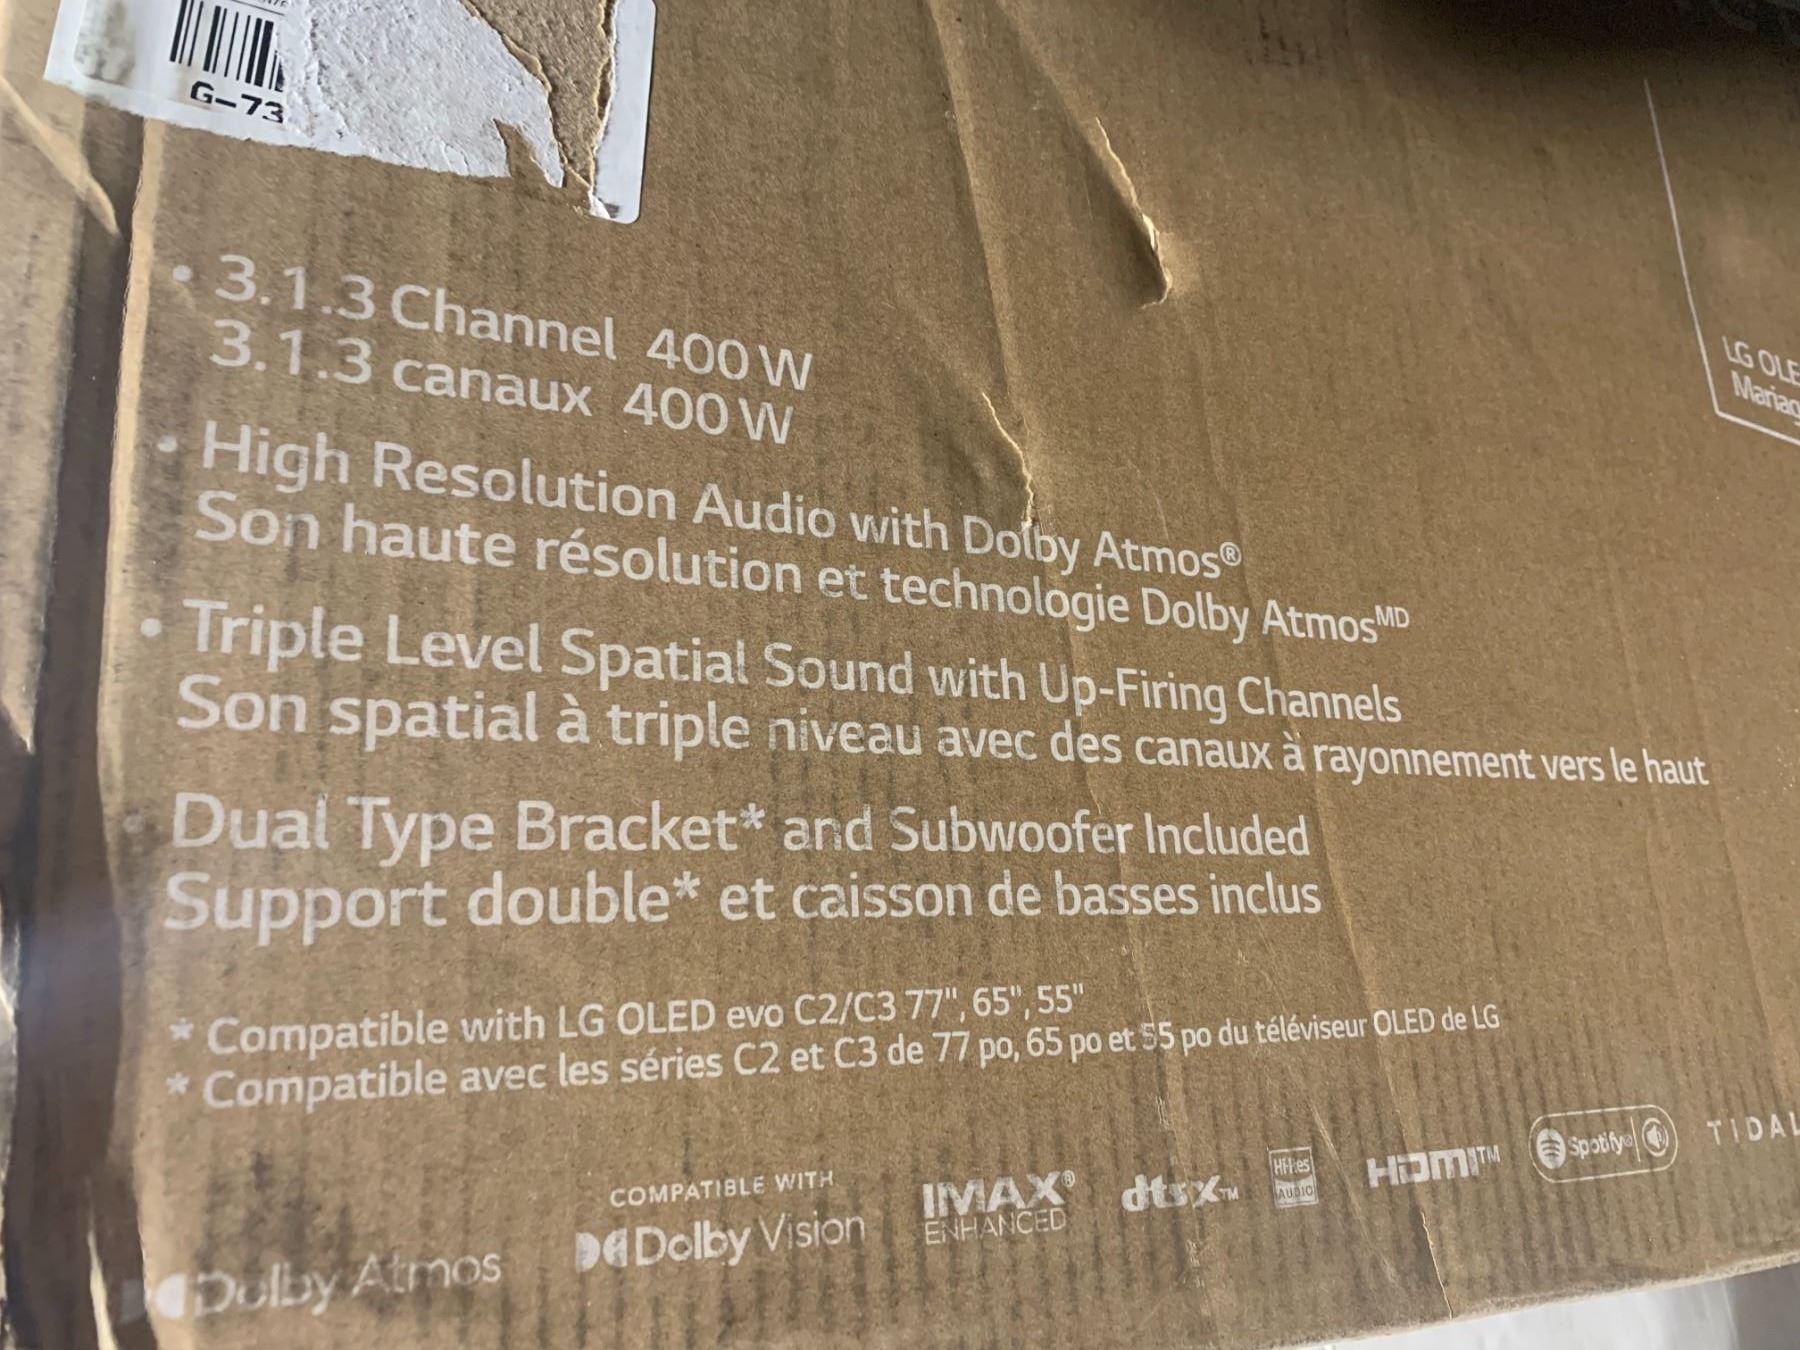 G-73
• 3.1.3 Channel 400 W
3.1.3 canaux 400 W
• High Resolution Audio with Dolby Atmos®
Son haute résolution et technologie Dolby Atmosᴹᴰ
• Triple Level Spatial Sound with Up-Firing Channels
Son spatial à triple niveau avec des canaux à rayonnement vers le haut
• Dual Type Bracket* and Subwoofer Included
Support double* et caisson de basses inclus
* Compatible with LG OLED evo C2/C3 77", 65", 55"
* Compatible avec les séries C2 et C3 de 77 po, 65 po et 55 po du téléviseur OLED de LG
LG OLE
Mariag
Dolby Atmos
COMPATIBLE WITH
Dolby Vision
IMAX®
ENHANCED
dts X™
Hi-Res
AUDIO
HDMI™
Spotify®
TIDAL